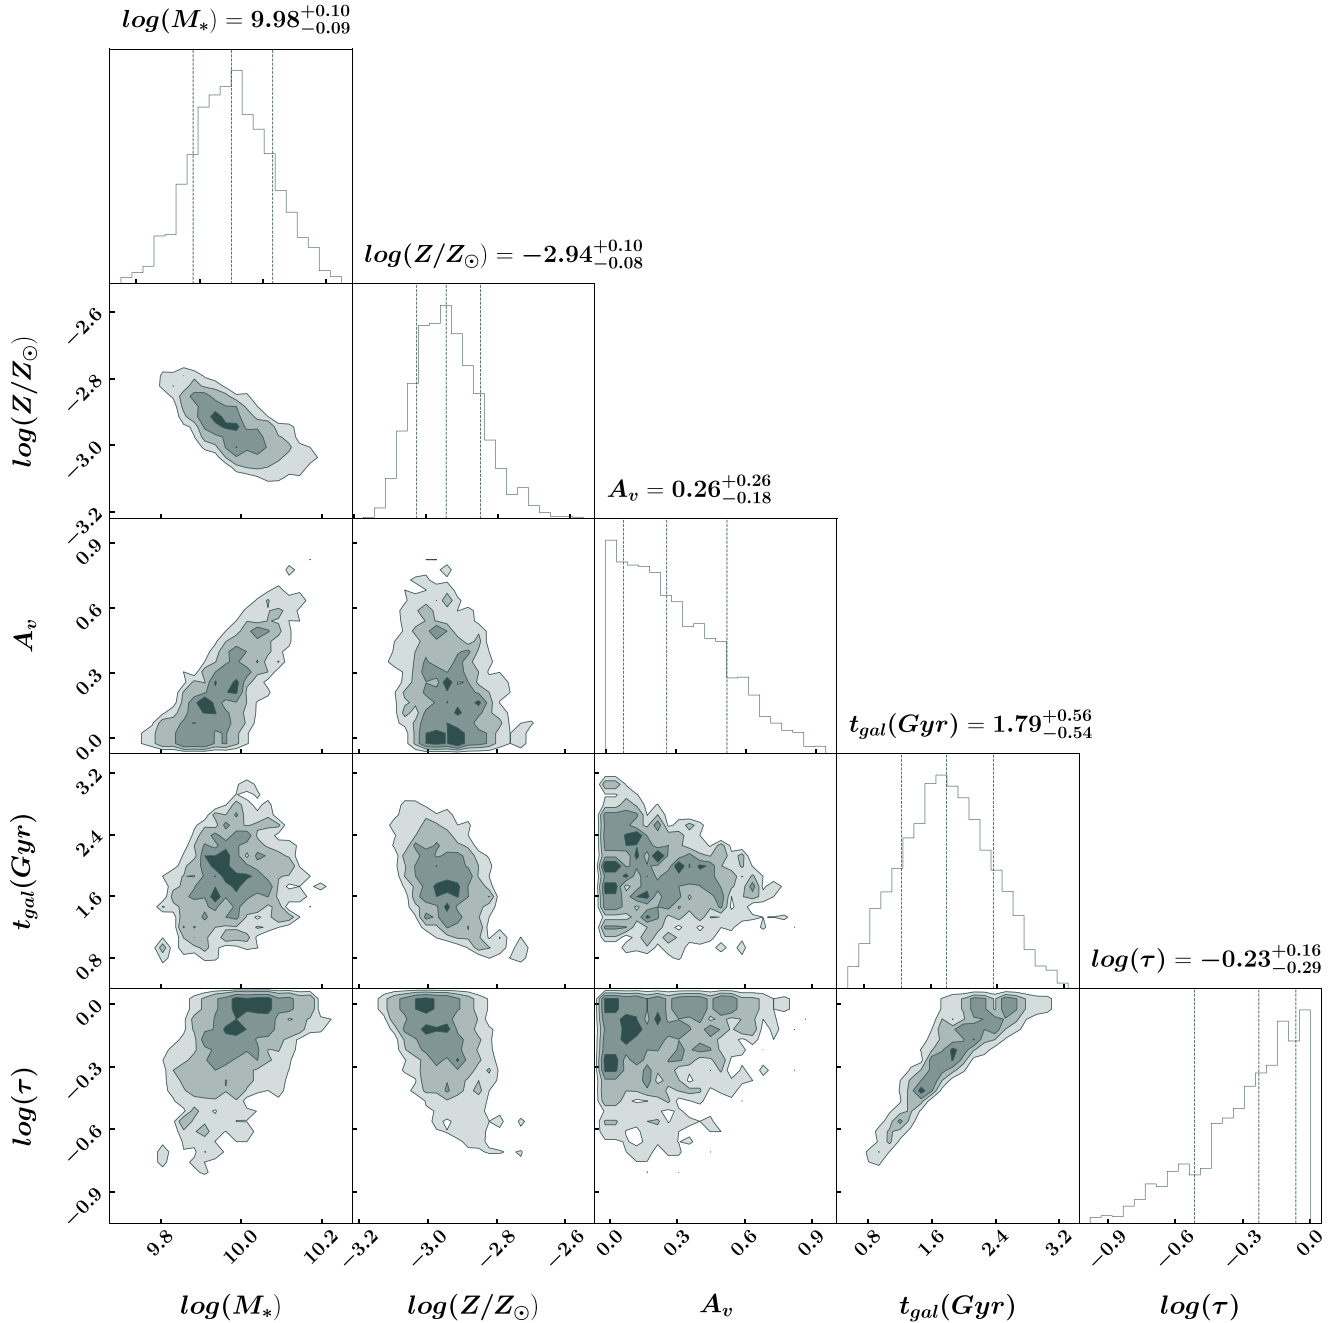 log(M_*) = 9.98^{+0.10}_{-0.09}
log(Z/Z_⊙) = −2.94^{+0.10}_{-0.08}
A_v = 0.26^{+0.26}_{-0.18}
t_{gal}(Gyr) = 1.79^{+0.56}_{-0.54}
log(τ) = −0.23^{+0.16}_{-0.29}
log(Z/Z_⊙)
−2.6
−2.8
−3.0
−3.2
A_v
0.9
0.6
0.3
0.0
t_{gal}(Gyr)
3.2
2.4
1.6
0.8
log(τ)
0.0
−0.3
−0.6
−0.9
9.8 10.0 10.2 −3.2 −3.0 −2.8 −2.6 0.0 0.3 0.6 0.9 0.8 1.6 2.4 3.2 −0.9 −0.6 −0.3 0.0
log(M_*) log(Z/Z_⊙) A_v t_{gal}(Gyr) log(τ)